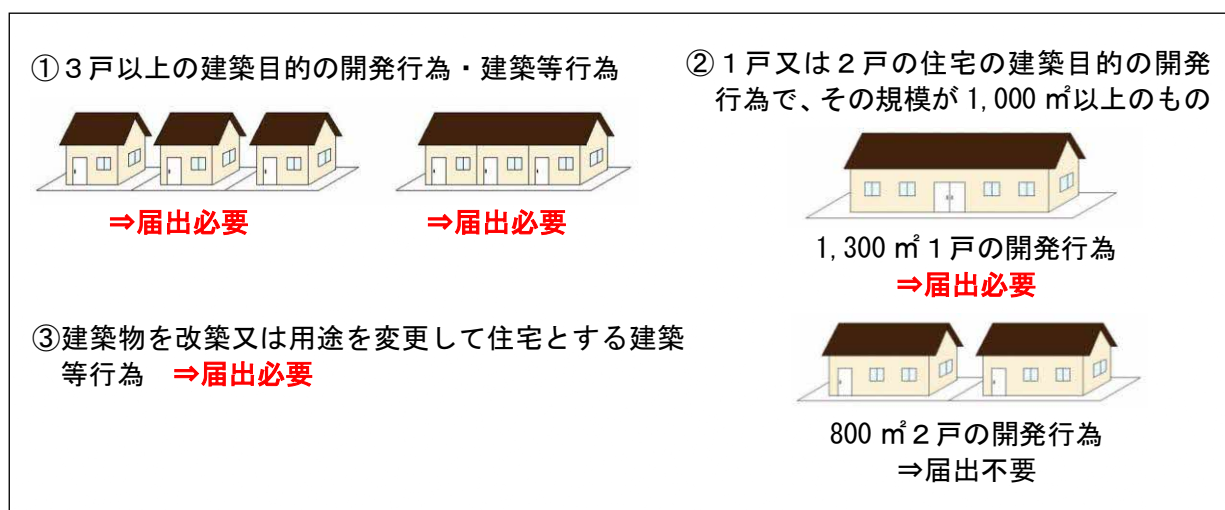 ①３戸以上の建築目的の開発行為・建築等行為
⇒届出必要
⇒届出必要
②１戸又は２戸の住宅の建築目的の開発
行為で、その規模が 1,000 ㎡以上のもの
1,300 ㎡１戸の開発行為
⇒届出必要
800 ㎡２戸の開発行為
⇒届出不要
③建築物を改築又は用途を変更して住宅とする建築
等行為　⇒届出必要